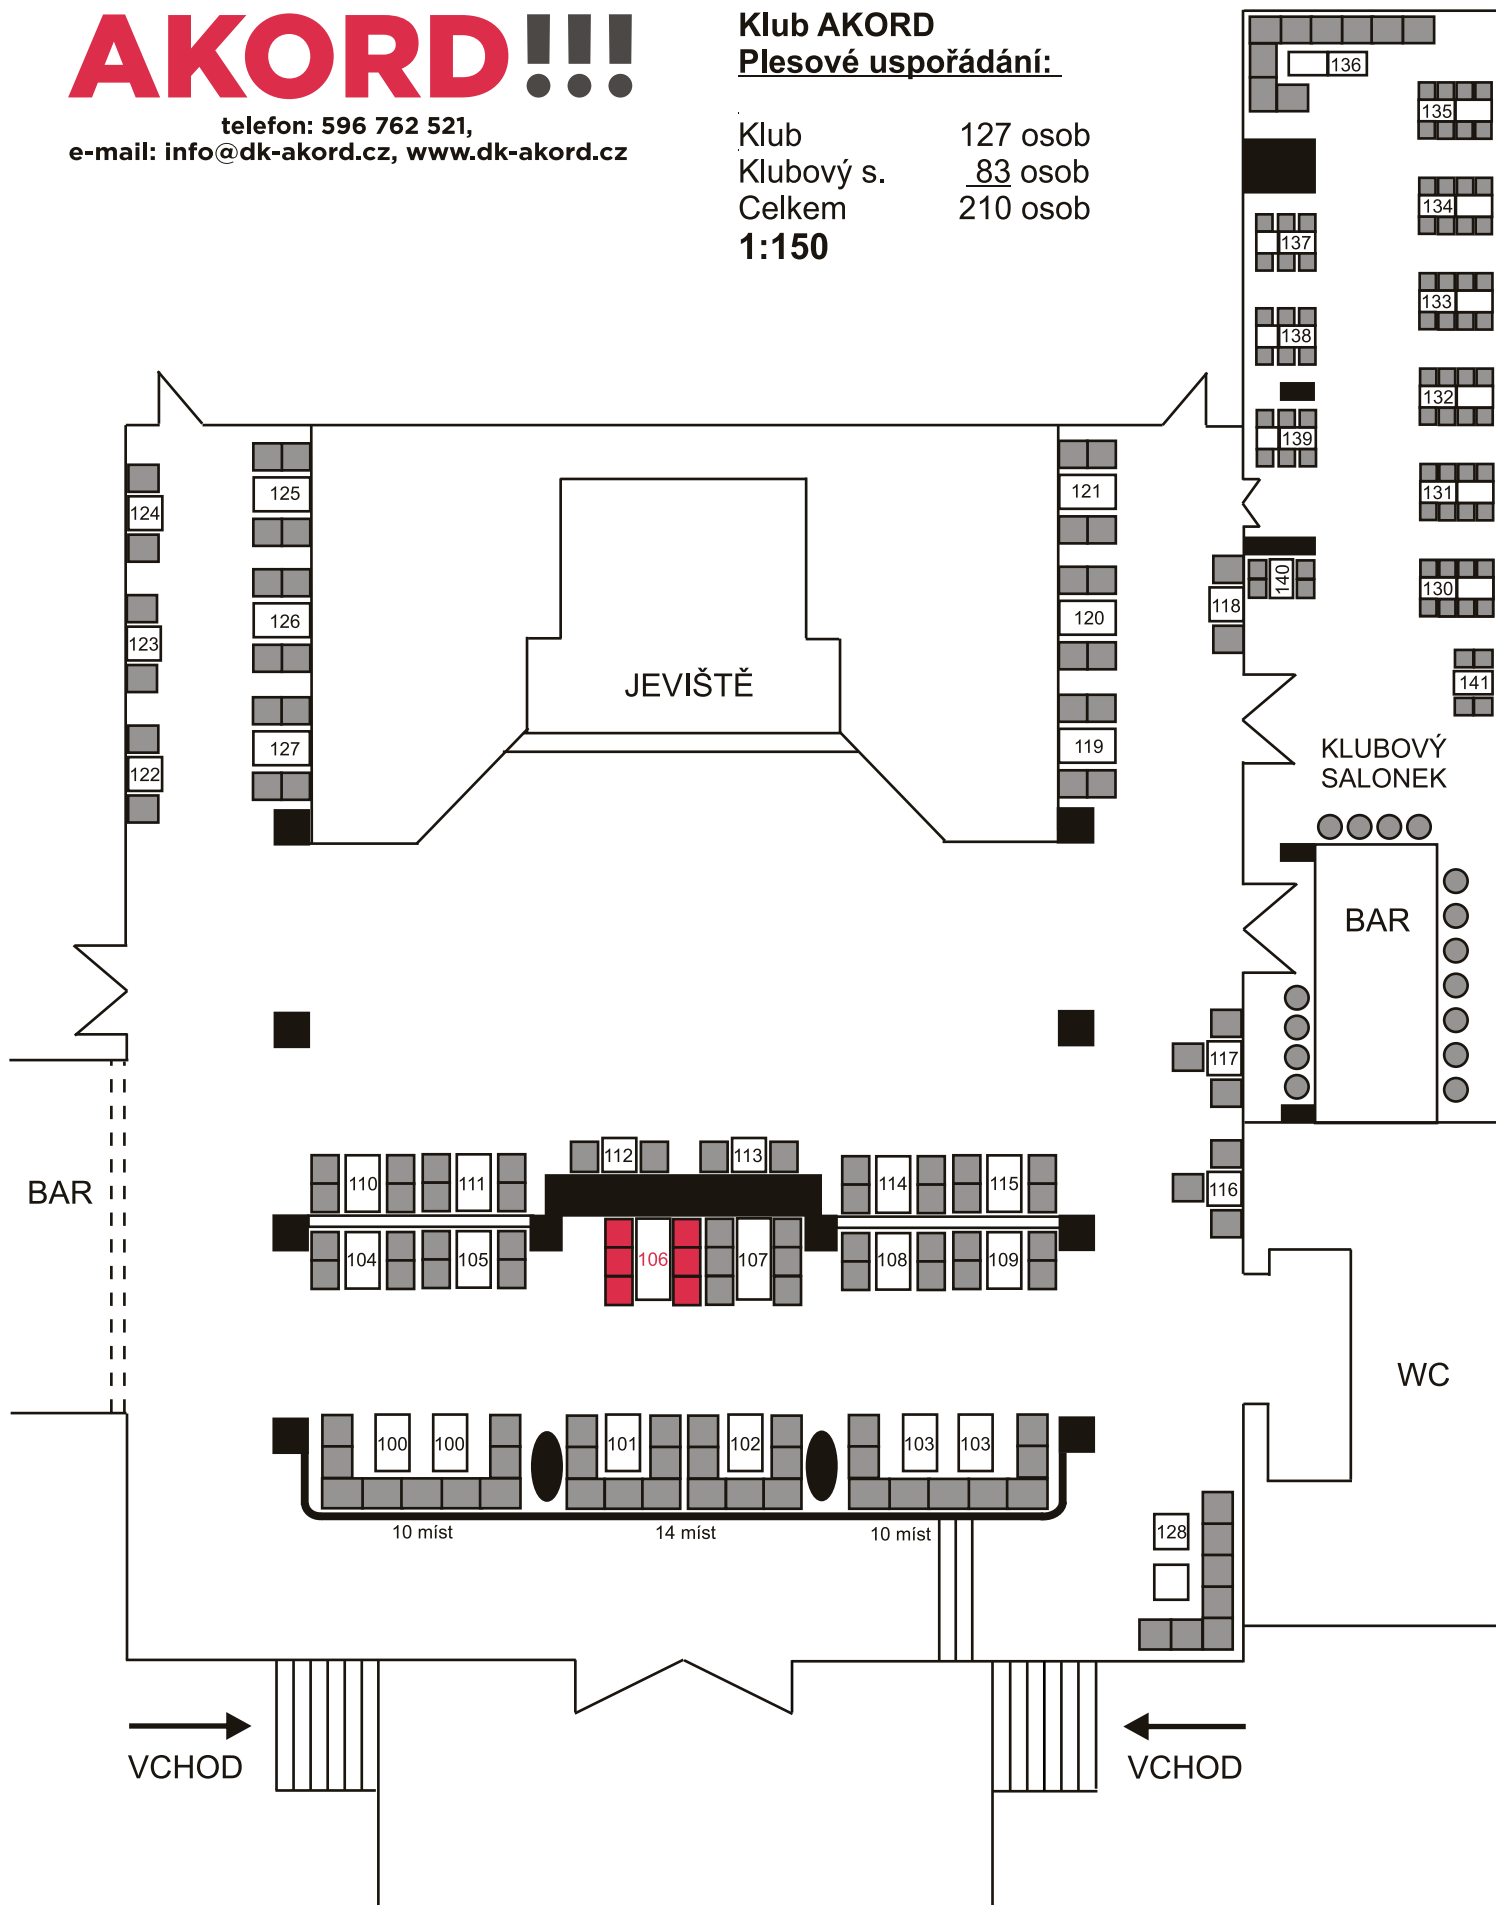 AKORD!!!
telefon: 596 762 521,
e-mail: info@dk-akord.cz, www.dk-akord.cz
Klub AKORD
Plesové uspořádání:
Klub 127 osob
Klubový s. 83 osob
Celkem 210 osob
1:150
136
135
134
137
133
138
132
139
131
140
130
141
KLUBOVÝ
SALONEK
BAR
124
125
121
123
126
120
118
JEVIŠTĚ
122
127
119
117
116
BAR
110
111
112
113
114
115
104
105
106
107
108
109
WC
100
100
101
102
103
103
10 míst
14 míst
10 míst
128
VCHOD
VCHOD